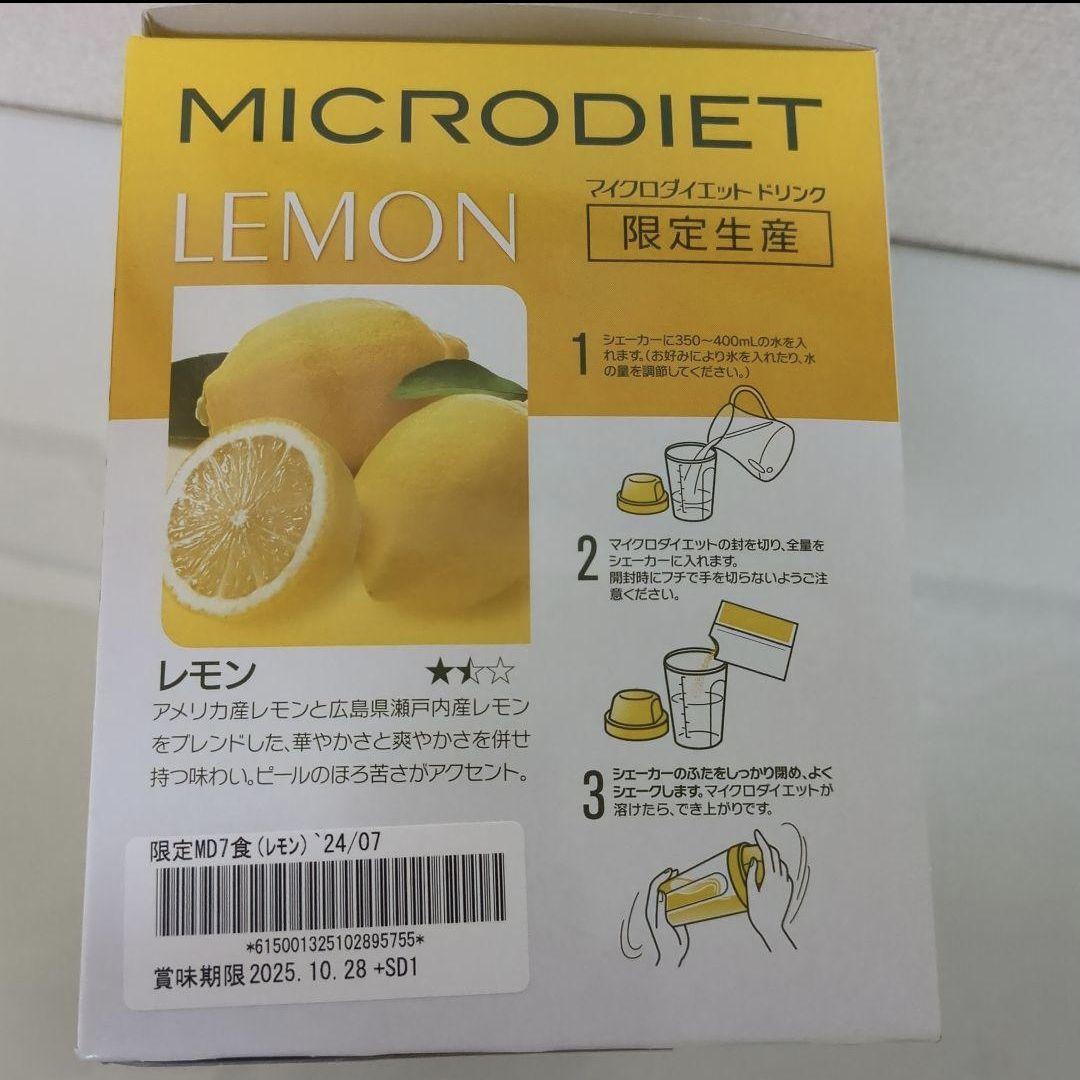 MICRODIET
LEMON
マイクロダイエット ドリンク
限定生産
1
シェーカーに350～400mLの水を入
れます。(お好みにより氷を入れたり、水
の量を調節してください。)
2
マイクロダイエットの封を切り、全量を
シェーカーに入れます。
開封時にフチで手を切らないようご注
意ください。
3
シェーカーのふたをしっかり閉め、よく
シェークします。マイクロダイエットが
溶けたら、でき上がりです。
レモン
アメリカ産レモンと広島県瀬戸内産レモン
をブレンドした、華やかさと爽やかさを併せ
持つ味わい。ピールのほろ苦さがアクセント。
限定MD7食(ﾚﾓﾝ)`24/07
*615001325102895755*
賞味期限2025.10.28 +SD1